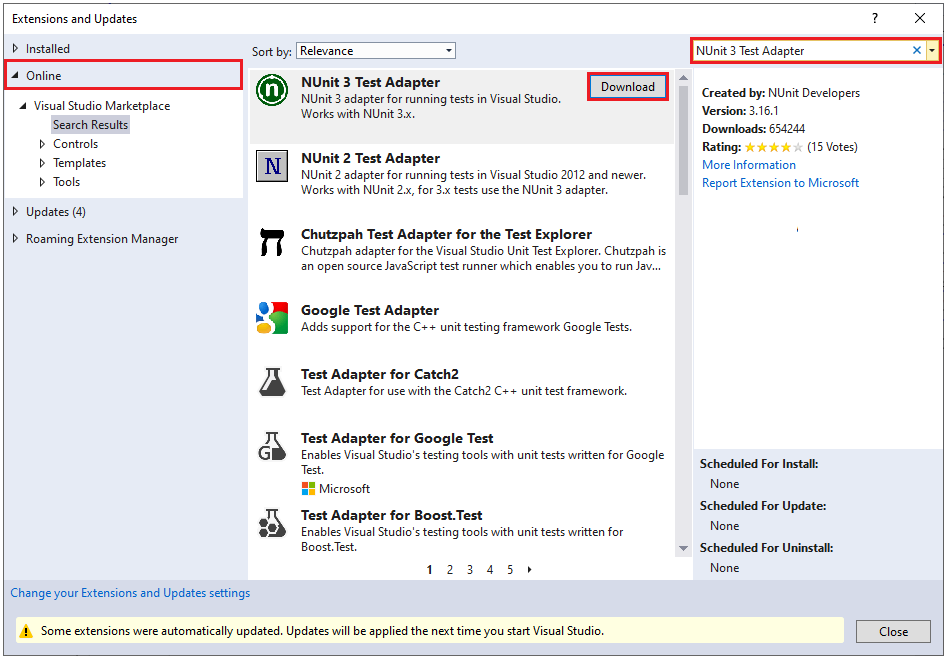 Extensions and Updates
? 
Installed
Online
Visual Studio Marketplace
Search Results
Controls
Templates
Tools
Updates (4)
Roaming Extension Manager
Sort by: Relevance
NUnit 3 Test Adapter
Download
NUnit 3 adapter for running tests in Visual Studio.
Works with NUnit 3.x.
N
NUnit 2 Test Adapter
NUnit 2 adapter for running tests in Visual Studio 2012 and newer.
Works with NUnit 2.x, for 3.x tests use the NUnit 3 adapter.
Chutzpah Test Adapter for the Test Explorer
Chutzpah adapter for the Visual Studio Unit Test Explorer. Chutzpah is
an open source JavaScript test runner which enables you to run Jav...
Google Test Adapter
Adds support for the C++ unit testing framework Google Tests.
Test Adapter for Catch2
Test Adapter for use with the Catch2 C++ unit test framework.
G
Test Adapter for Google Test
Enables Visual Studio's testing tools with unit tests written for Google
Test.
Microsoft
Test Adapter for Boost.Test
Enables Visual Studio's testing tools with unit tests written for
Boost.Test.
1 2 3 4 5
NUnit 3 Test Adapter
Created by: NUnit Developers
Version: 3.16.1
Downloads: 654244
Rating: (15 Votes)
More Information
Report Extension to Microsoft
Scheduled For Install:
None
Scheduled For Update:
None
Scheduled For Uninstall:
None
Change your Extensions and Updates settings
Some extensions were automatically updated. Updates will be applied the next time you start Visual Studio.
Close